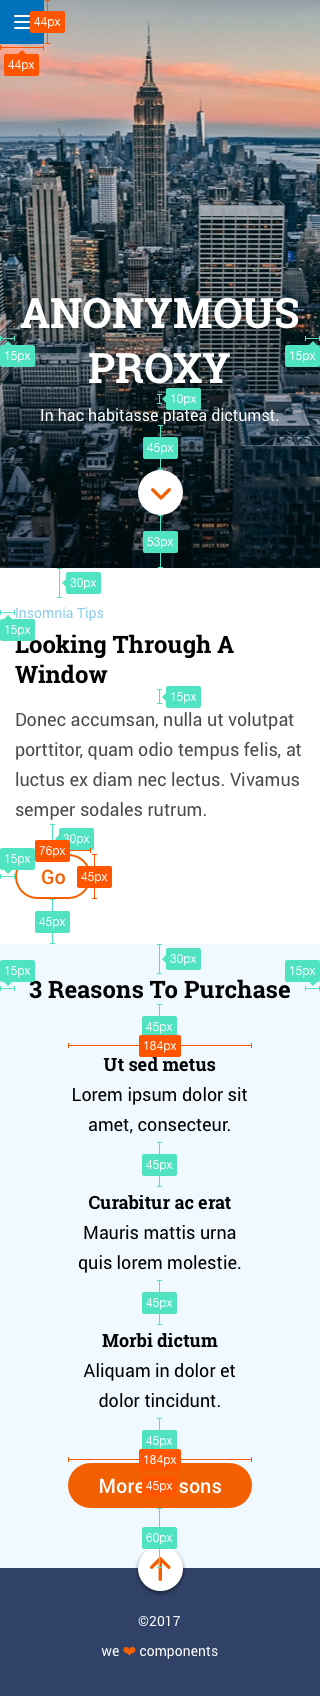 44px
44px
ANONYMOUS
PROXY
15px
15px
10px
In hac habitasse platea dictumst.
45px
53px
30px
Insomnia Tips
15px
Looking Through A
Window
15px
Donec accumsan, nulla ut volutpat
porttitor, quam odio tempus felis, at
luctus ex diam nec lectus. Vivamus
semper sodales rutrum.
30px
76px
15px
Go
45px
45px
30px
15px
15px
3 Reasons To Purchase
45px
184px
Ut sed metus
Lorem ipsum dolor sit
amet, consecteur.
45px
Curabitur ac erat
Mauris mattis urna
quis lorem molestie.
45px
Morbi dictum
Aliquam in dolor et
dolor tincidunt.
45px
184px
More 45px sons
60px
©2017
we ❤ components